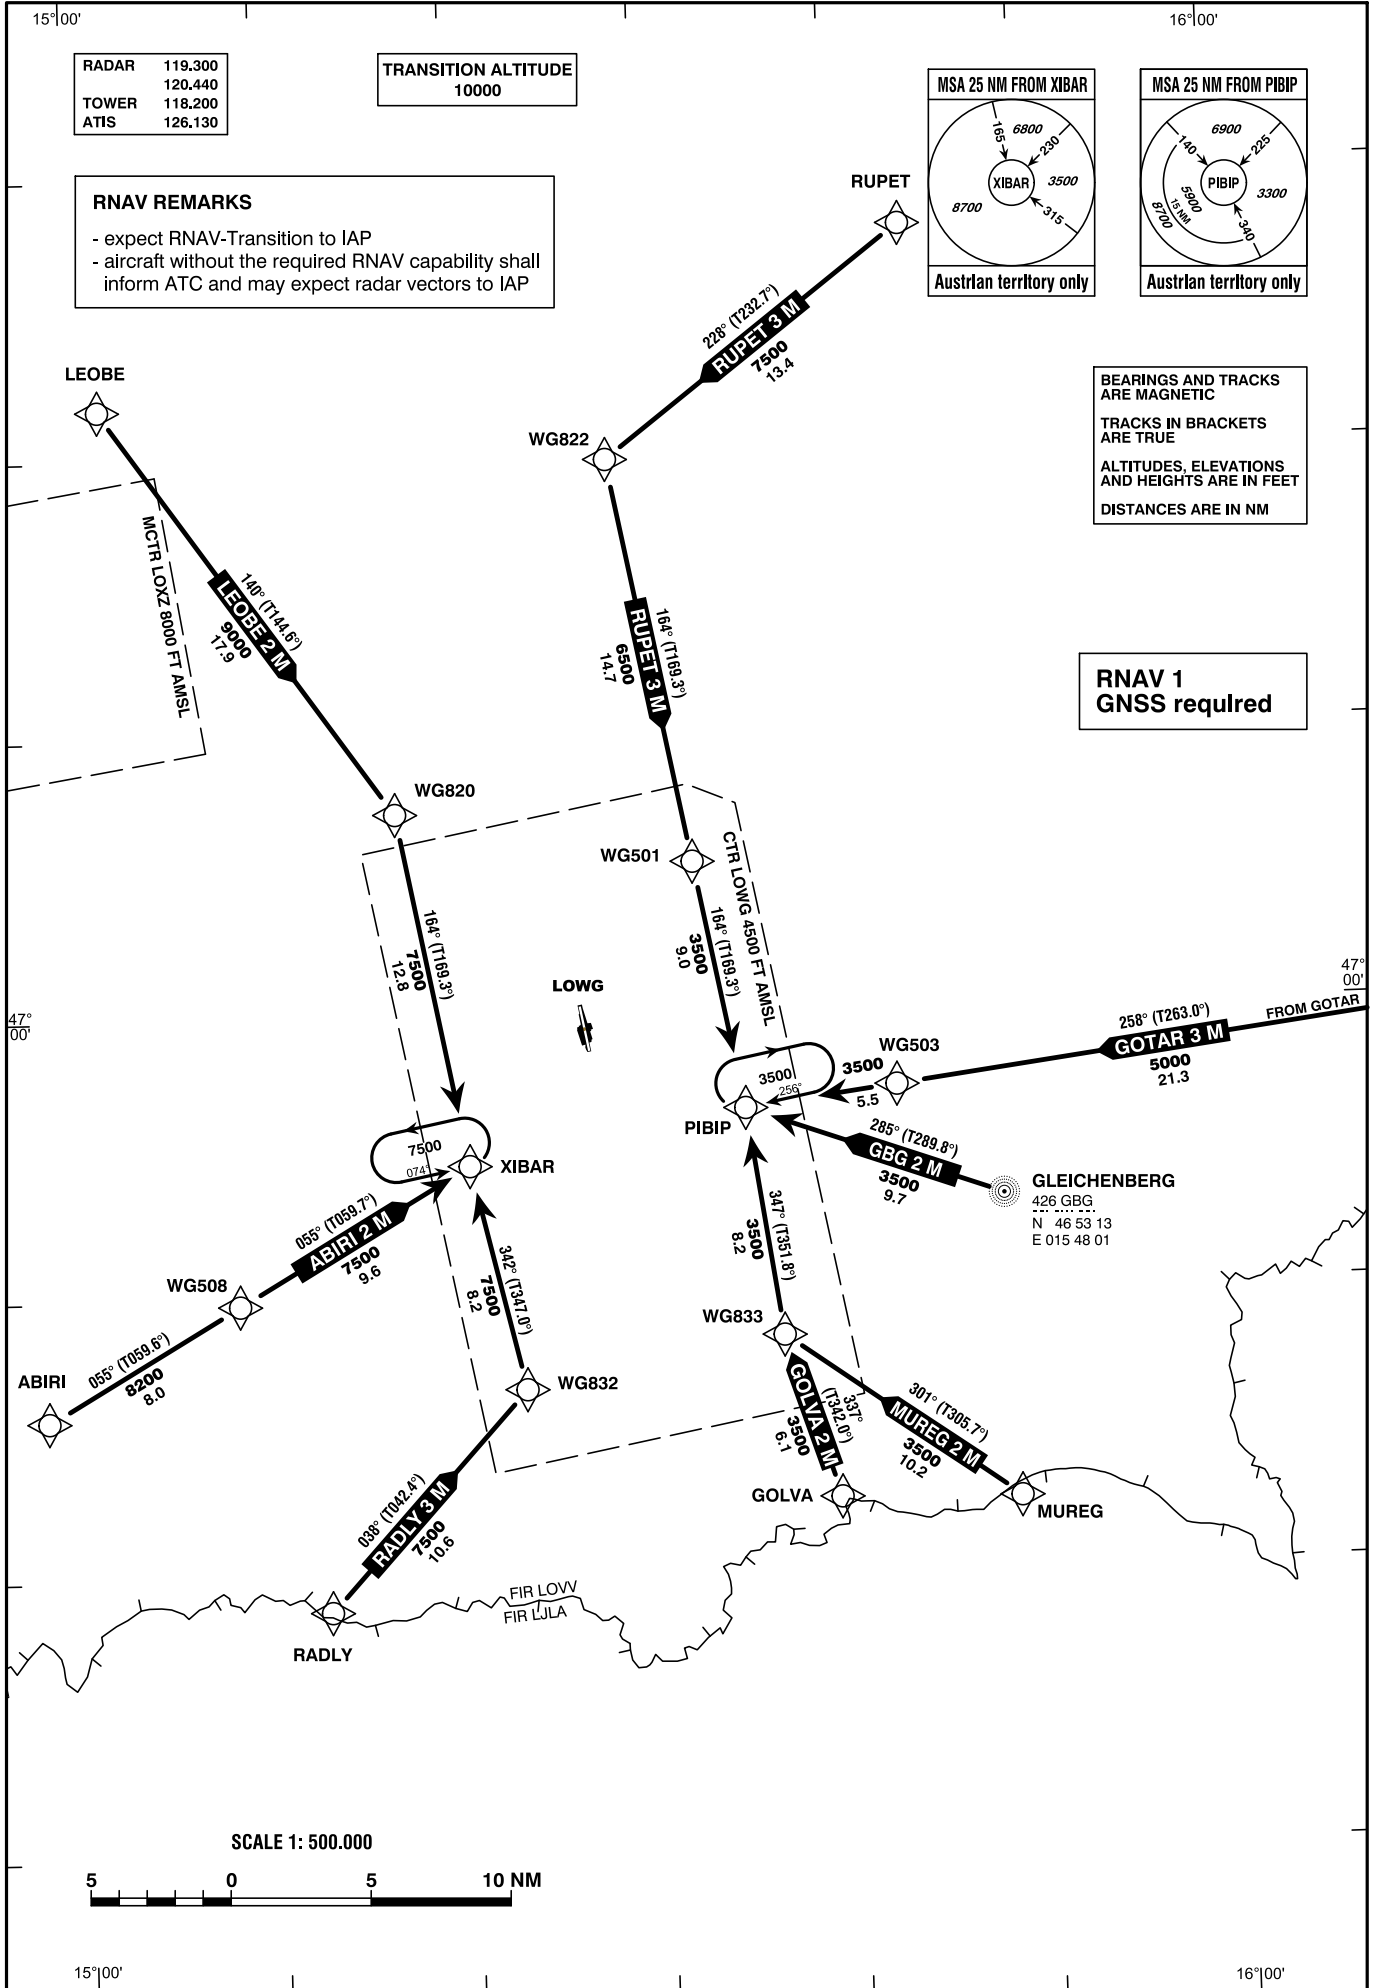 15°00'
16°00'
RADAR 119.300
120.440
TOWER 118.200
ATIS 126.130
TRANSITION ALTITUDE
10000
MSA 25 NM FROM XIBAR
165
6800
230
XIBAR
3500
8700
315
Austrian territory only
MSA 25 NM FROM PIBIP
6900
140
225
PIBIP
5900
15 NM
8700
3300
340
Austrian territory only
RNAV REMARKS
- expect RNAV-Transition to IAP
- aircraft without the required RNAV capability shall
inform ATC and may expect radar vectors to IAP
RUPET
228° (T232.7°)
RUPET 3 M
7500
13.4
LEOBE
BEARINGS AND TRACKS
ARE MAGNETIC
TRACKS IN BRACKETS
ARE TRUE
ALTITUDES, ELEVATIONS
AND HEIGHTS ARE IN FEET
DISTANCES ARE IN NM
WG822
MCTR LOXZ 8000 FT AMSL
140° (T144.6°)
LEOBE 2 M
9000
17.9
164° (T169.3°)
RUPET 3 M
6500
14.7
RNAV 1
GNSS required
WG820
WG501
CTR LOWG 4500 FT AMSL
164° (T169.3°)
7500
12.8
164° (T169.3°)
3500
9.0
LOWG
47°
00'
47°
00'
FROM GOTAR
258° (T263.0°)
GOTAR 3 M
5000
21.3
WG503
3500
5.5
3500
256°
PIBIP
285° (T289.8°)
GBG 2 M
3500
9.7
GLEICHENBERG
426 GBG
N 46 53 13
E 015 48 01
7500
074°
XIBAR
055° (T059.7°)
ABIRI 2 M
7500
9.6
WG508
342° (T347.0°)
7500
8.2
347° (T351.8°)
3500
8.2
WG833
055° (T059.6°)
8200
8.0
ABIRI
WG832
337°
(T342.0°)
GOLVA 2 M
3500
6.1
301° (T305.7°)
MUREG 2 M
3500
10.2
GOLVA
MUREG
038° (T042.4°)
RADLY 3 M
7500
10.6
FIR LOVV
FIR LJLA
RADLY
SCALE 1: 500.000
5 0 5 10 NM
15°00'
16°00'